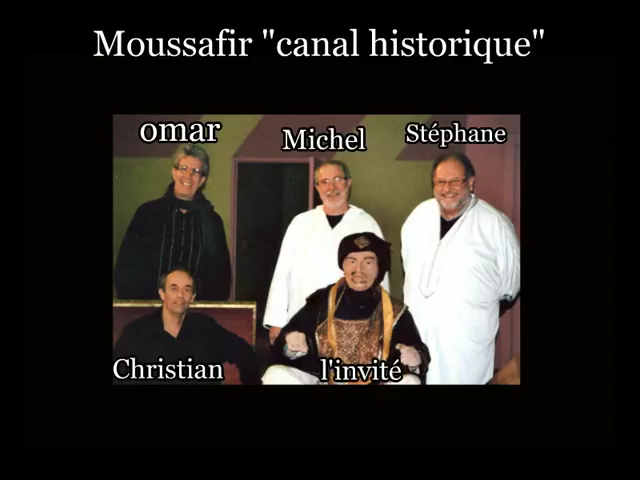 Moussafir "canal historique"
omar
Michel
Stéphane
Christian
l'invité